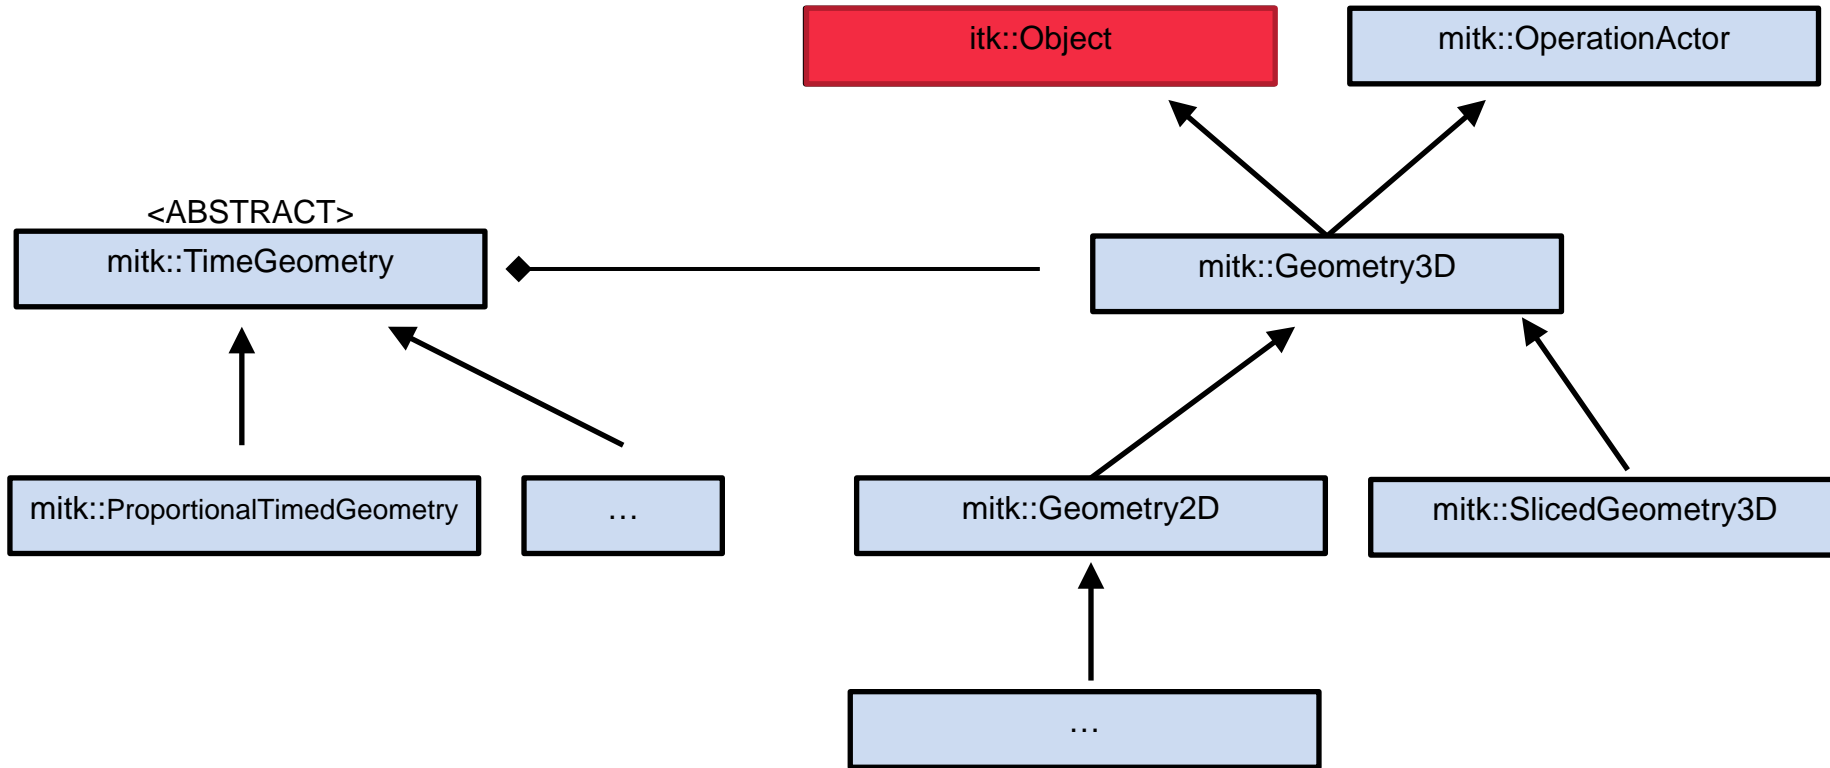 itk::Object
mitk::OperationActor
<ABSTRACT>
mitk::TimeGeometry
mitk::Geometry3D
mitk::ProportionalTimedGeometry
...
mitk::Geometry2D
mitk::SlicedGeometry3D
...